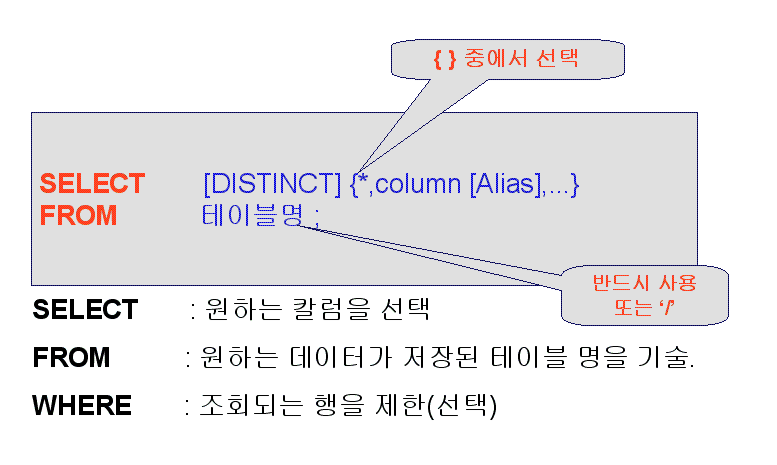 { } 중에서 선택
SELECT [DISTINCT] {*,column [Alias],...}
FROM 테이블명 ;
반드시 사용
또는 ‘/’
SELECT : 원하는 칼럼을 선택
FROM : 원하는 데이터가 저장된 테이블 명을 기술.
WHERE : 조회되는 행을 제한(선택)